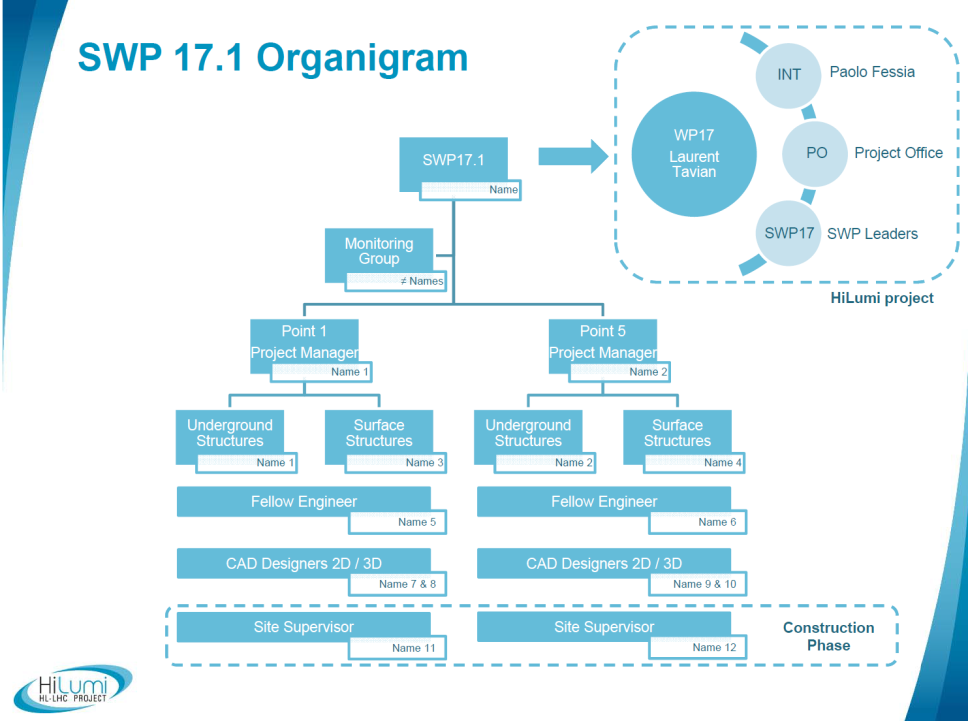 SWP 17.1 Organigram
INT
Paolo Fessia
WP17
Laurent
Tavian
PO
Project Office
SWP17
SWP Leaders
HiLumi project
SWP17.1
Name
Monitoring
Group
≠ Names
Point 1
Project Manager
Name 1
Point 5
Project Manager
Name 2
Underground
Structures
Name 1
Surface
Structures
Name 3
Underground
Structures
Name 2
Surface
Structures
Name 4
Fellow Engineer
Name 5
Fellow Engineer
Name 6
CAD Designers 2D / 3D
Name 7 & 8
CAD Designers 2D / 3D
Name 9 & 10
Site Supervisor
Name 11
Site Supervisor
Name 12
Construction
Phase
HiLumi
HL-LHC PROJECT